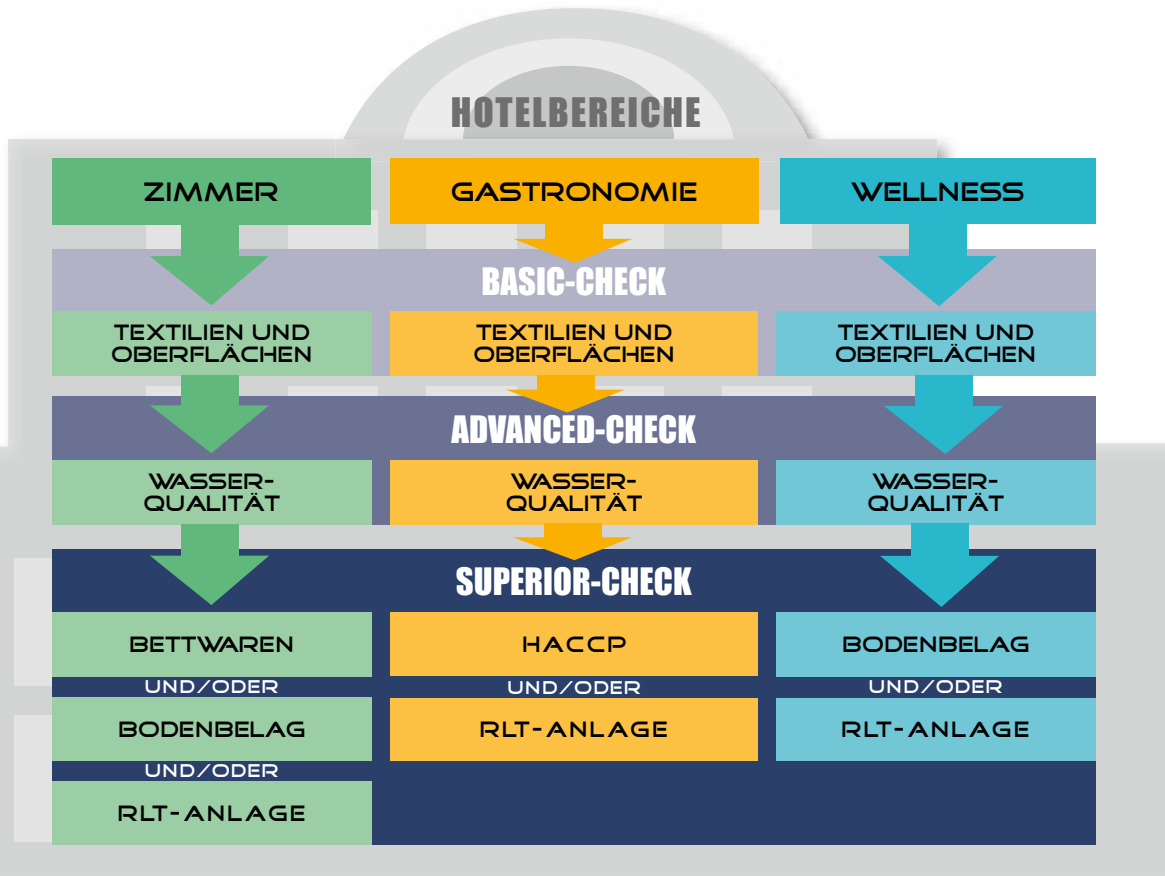 HOTELBEREICHE
ZIMMER
GASTRONOMIE
WELLNESS
BASIC-CHECK
TEXTILIEN UND
OBERFLÄCHEN
TEXTILIEN UND
OBERFLÄCHEN
TEXTILIEN UND
OBERFLÄCHEN
ADVANCED-CHECK
WASSER-
QUALITÄT
WASSER-
QUALITÄT
WASSER-
QUALITÄT
SUPERIOR-CHECK
BETTWAREN
UND/ODER
BODENBELAG
UND/ODER
RLT-ANLAGE
HACCP
UND/ODER
RLT-ANLAGE
BODENBELAG
UND/ODER
RLT-ANLAGE